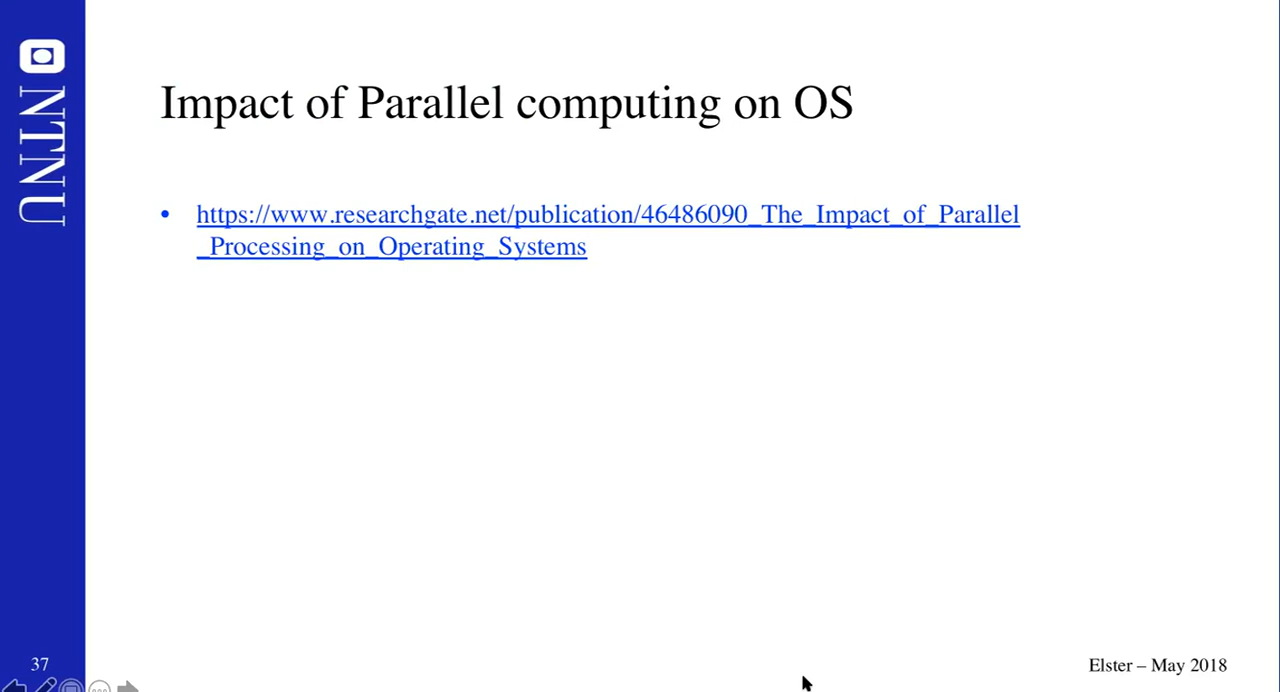 NTNU
Impact of Parallel computing on OS
• https://www.researchgate.net/publication/46486090_The_Impact_of_Parallel
_Processing_on_Operating_Systems
37
Elster – May 2018